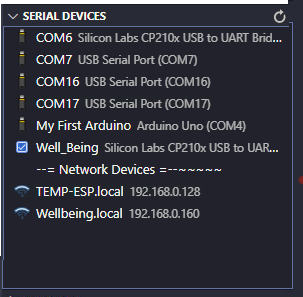 SERIAL DEVICES
COM6 Silicon Labs CP210x USB to UART Brid...
COM7 USB Serial Port (COM7)
COM16 USB Serial Port (COM16)
COM17 USB Serial Port (COM17)
My First Arduino Arduino Uno (COM4)
Well_Being Silicon Labs CP210x USB to UAR...
--= Network Devices =--~~~~~
TEMP-ESP.local 192.168.0.128
Wellbeing.local 192.168.0.160